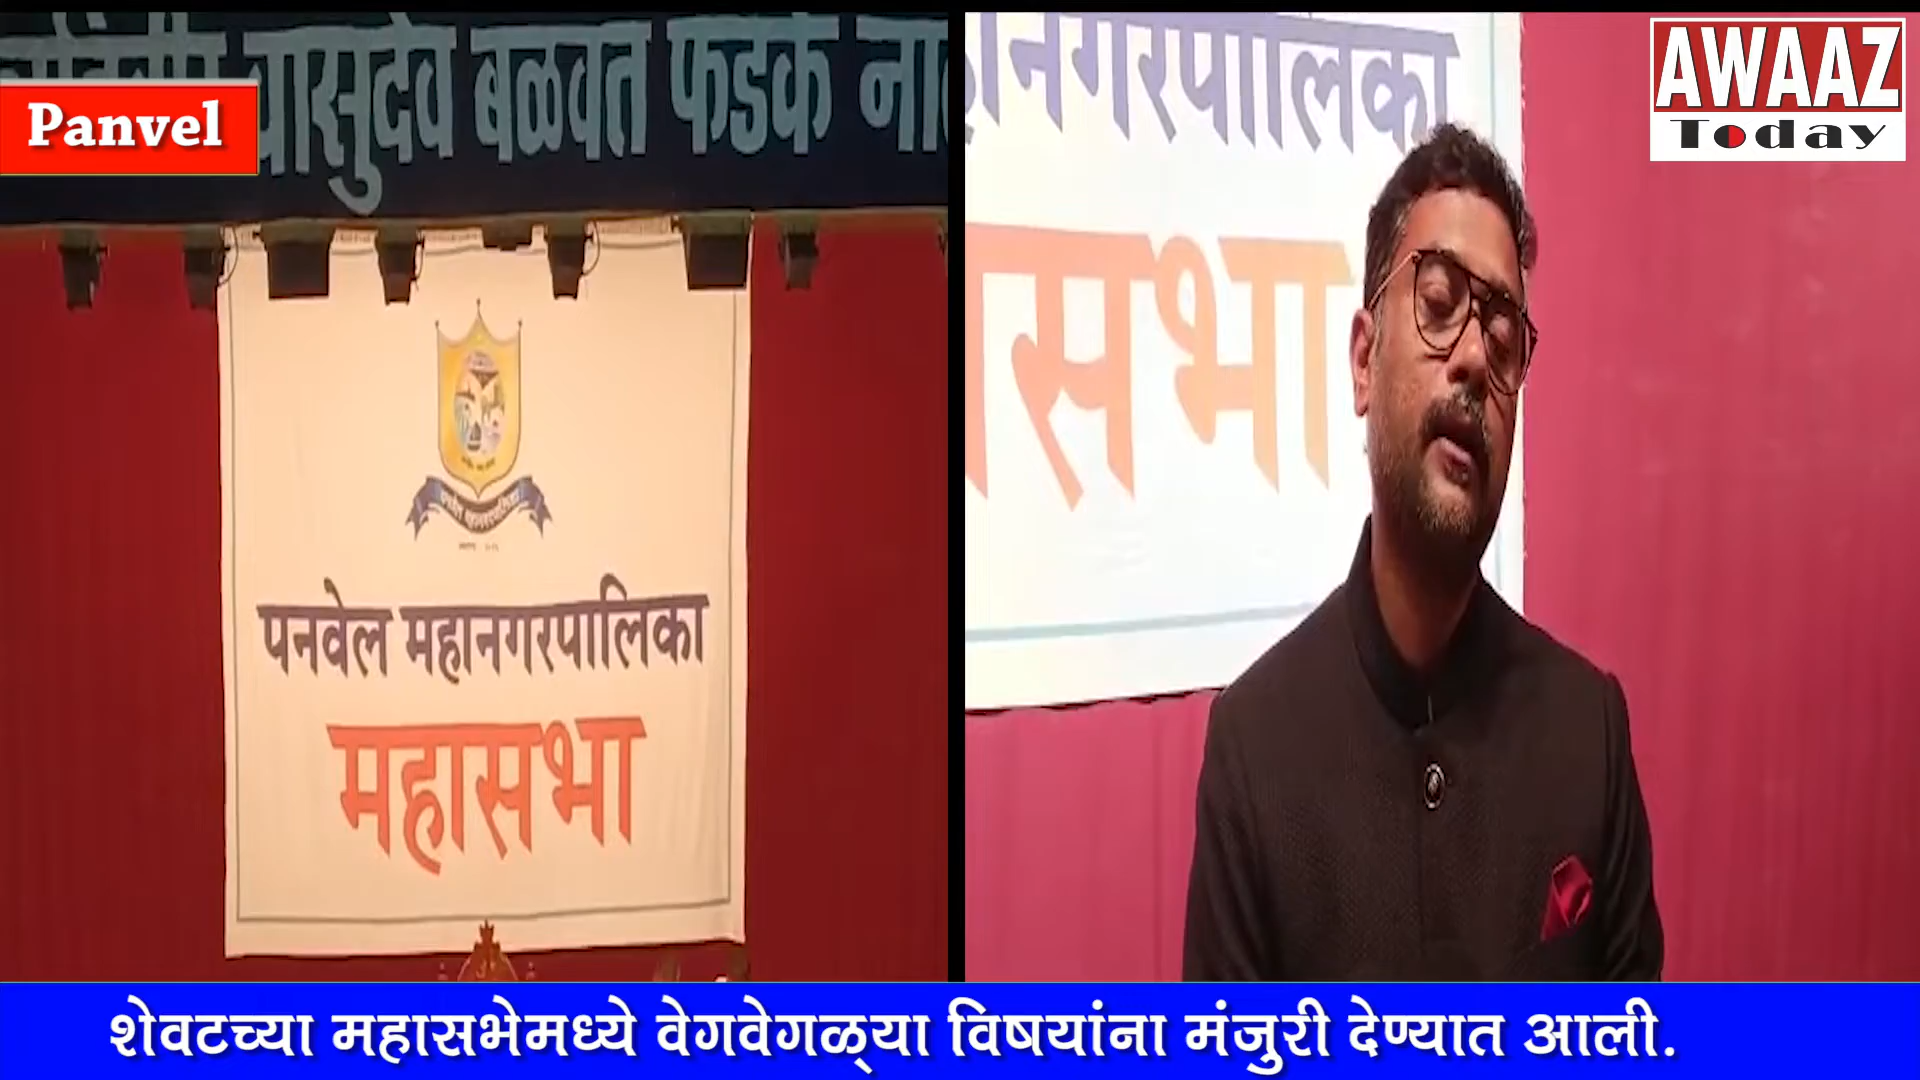 वासुदेव बळवंत फडके
Panvel
पनवेल महानगरपालिका
महासभा
महानगरपालिका
सभा
AWAAZ
Today
शेवटच्या महासभेमध्ये वेगवेगळ्या विषयांना मंजुरी देण्यात आली.